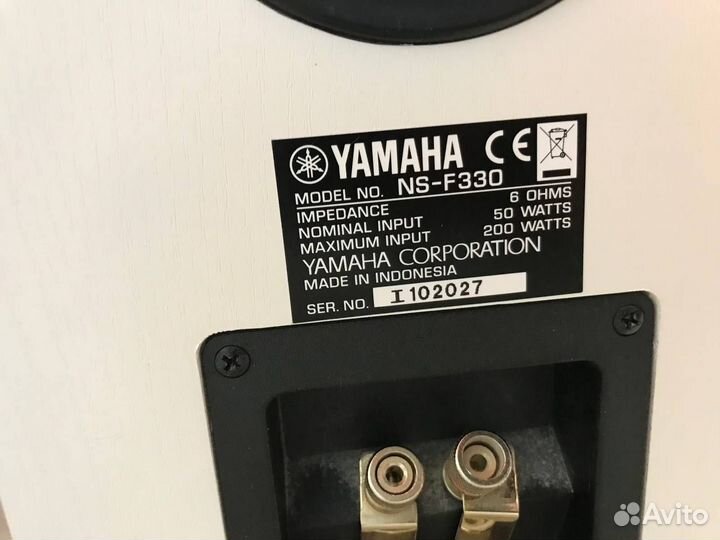 YAMAHA CE
MODEL NO. NS-F330
IMPEDANCE 6 OHMS
NOMINAL INPUT 50 WATTS
MAXIMUM INPUT 200 WATTS
YAMAHA CORPORATION
MADE IN INDONESIA
SER. NO. I102027
Avito